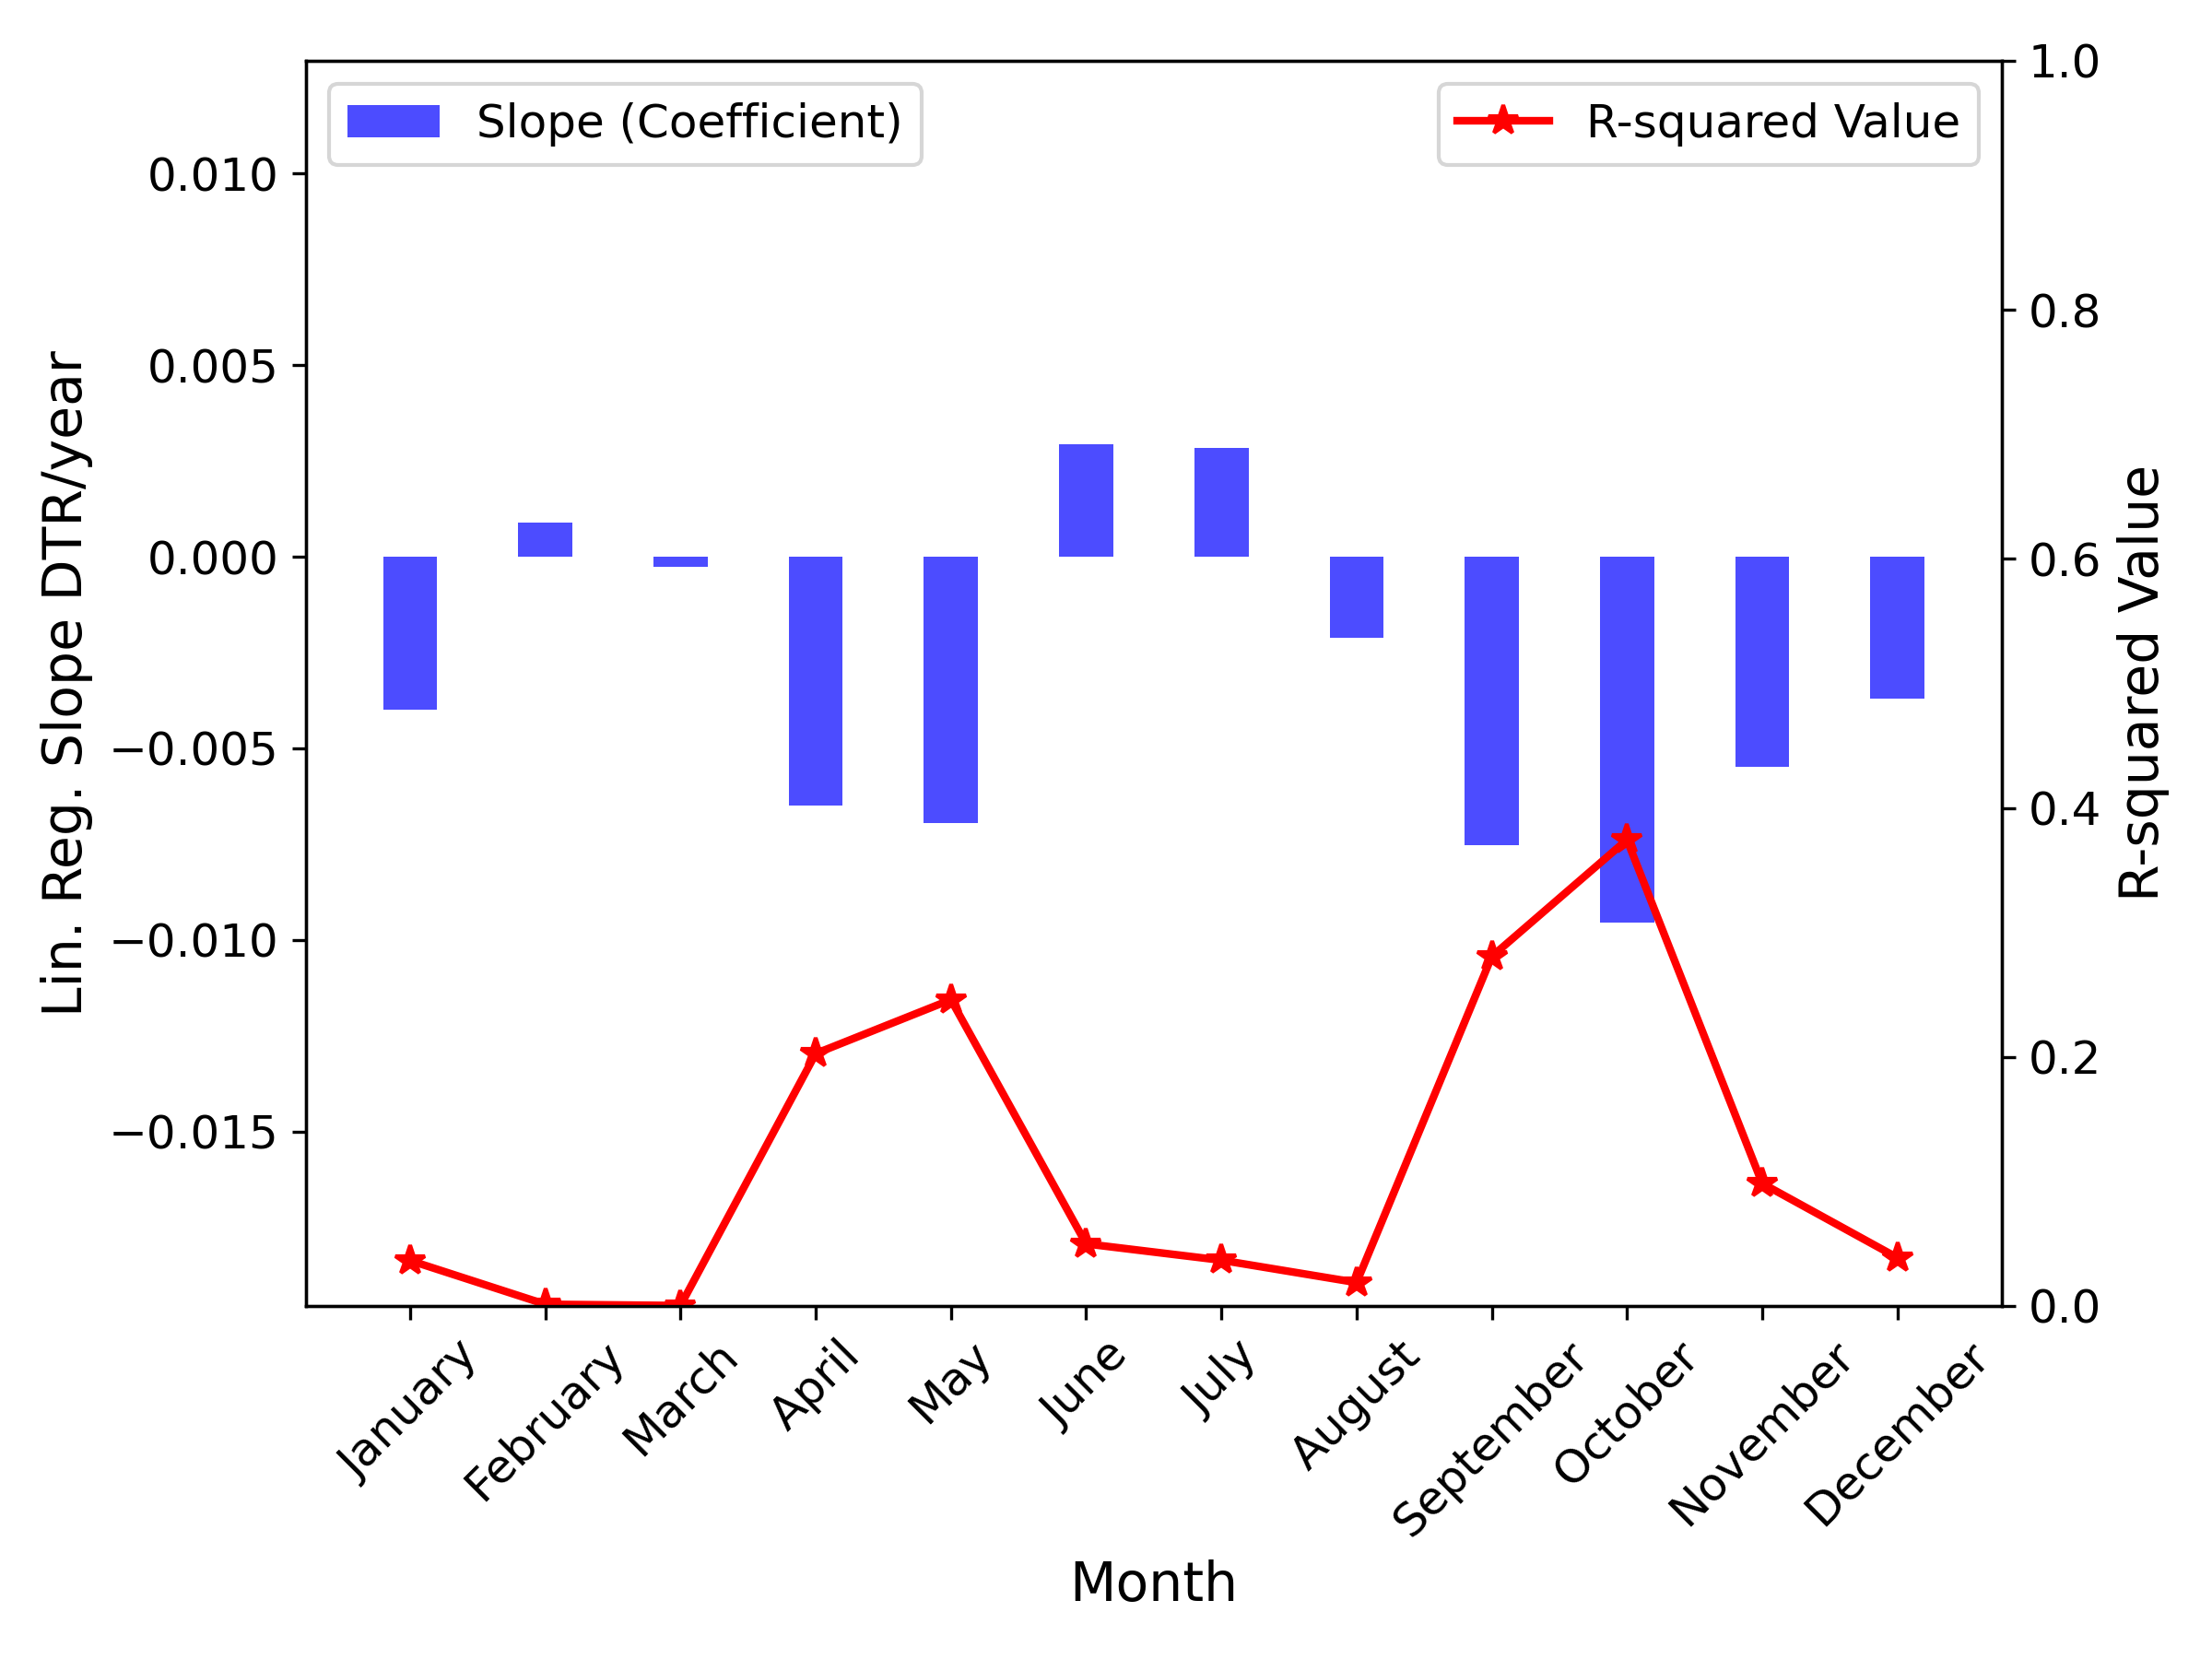 Slope (Coefficient)
R-squared Value
0.010
0.005
0.000
−0.005
−0.010
−0.015
Lin. Reg. Slope DTR/year
1.0
0.8
0.6
0.4
0.2
0.0
R-squared Value
January
February
March
April
May
June
July
August
September
October
November
December
Month